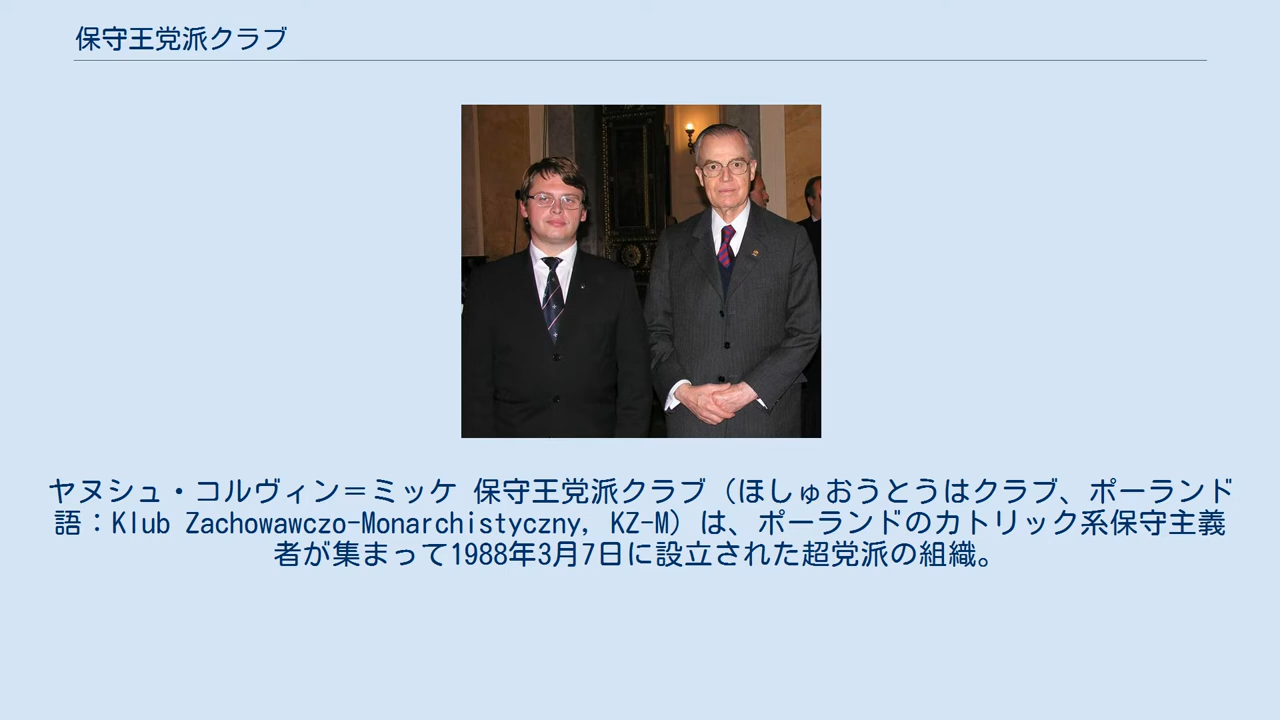 保守王党派クラブ
ヤヌシュ・コルヴィン＝ミッケ 保守王党派クラブ（ほしゅおうとうはクラブ、ポーランド
語：Klub Zachowawczo-Monarchistyczny, KZ-M）は、ポーランドのカトリック系保守主義
者が集まって1988年3月7日に設立された超党派の組織。